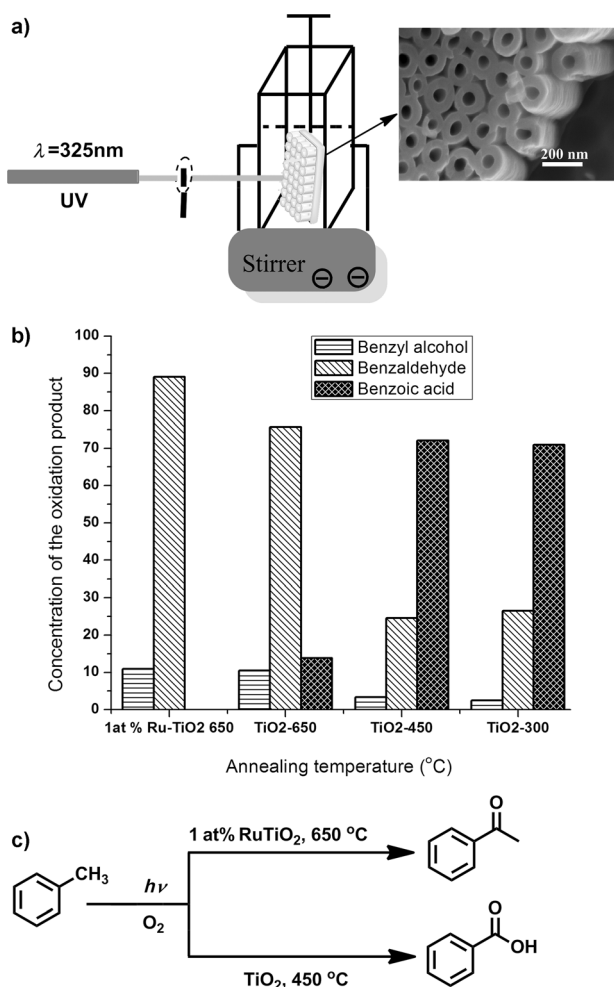 a)
λ=325nm
UV
Stirrer
200 nm
b)
Concentration of the oxidation product
100
90
80
70
60
50
40
30
20
10
0
Benzyl alcohol
Benzaldehyde
Benzoic acid
1at % Ru-TiO2 650 TiO2-650 TiO2-450 TiO2-300
Annealing temperature (°C)
c)
CH₃
hν
O₂
1 at% RuTiO₂, 650 °C
O
TiO₂, 450 °C
O
OH